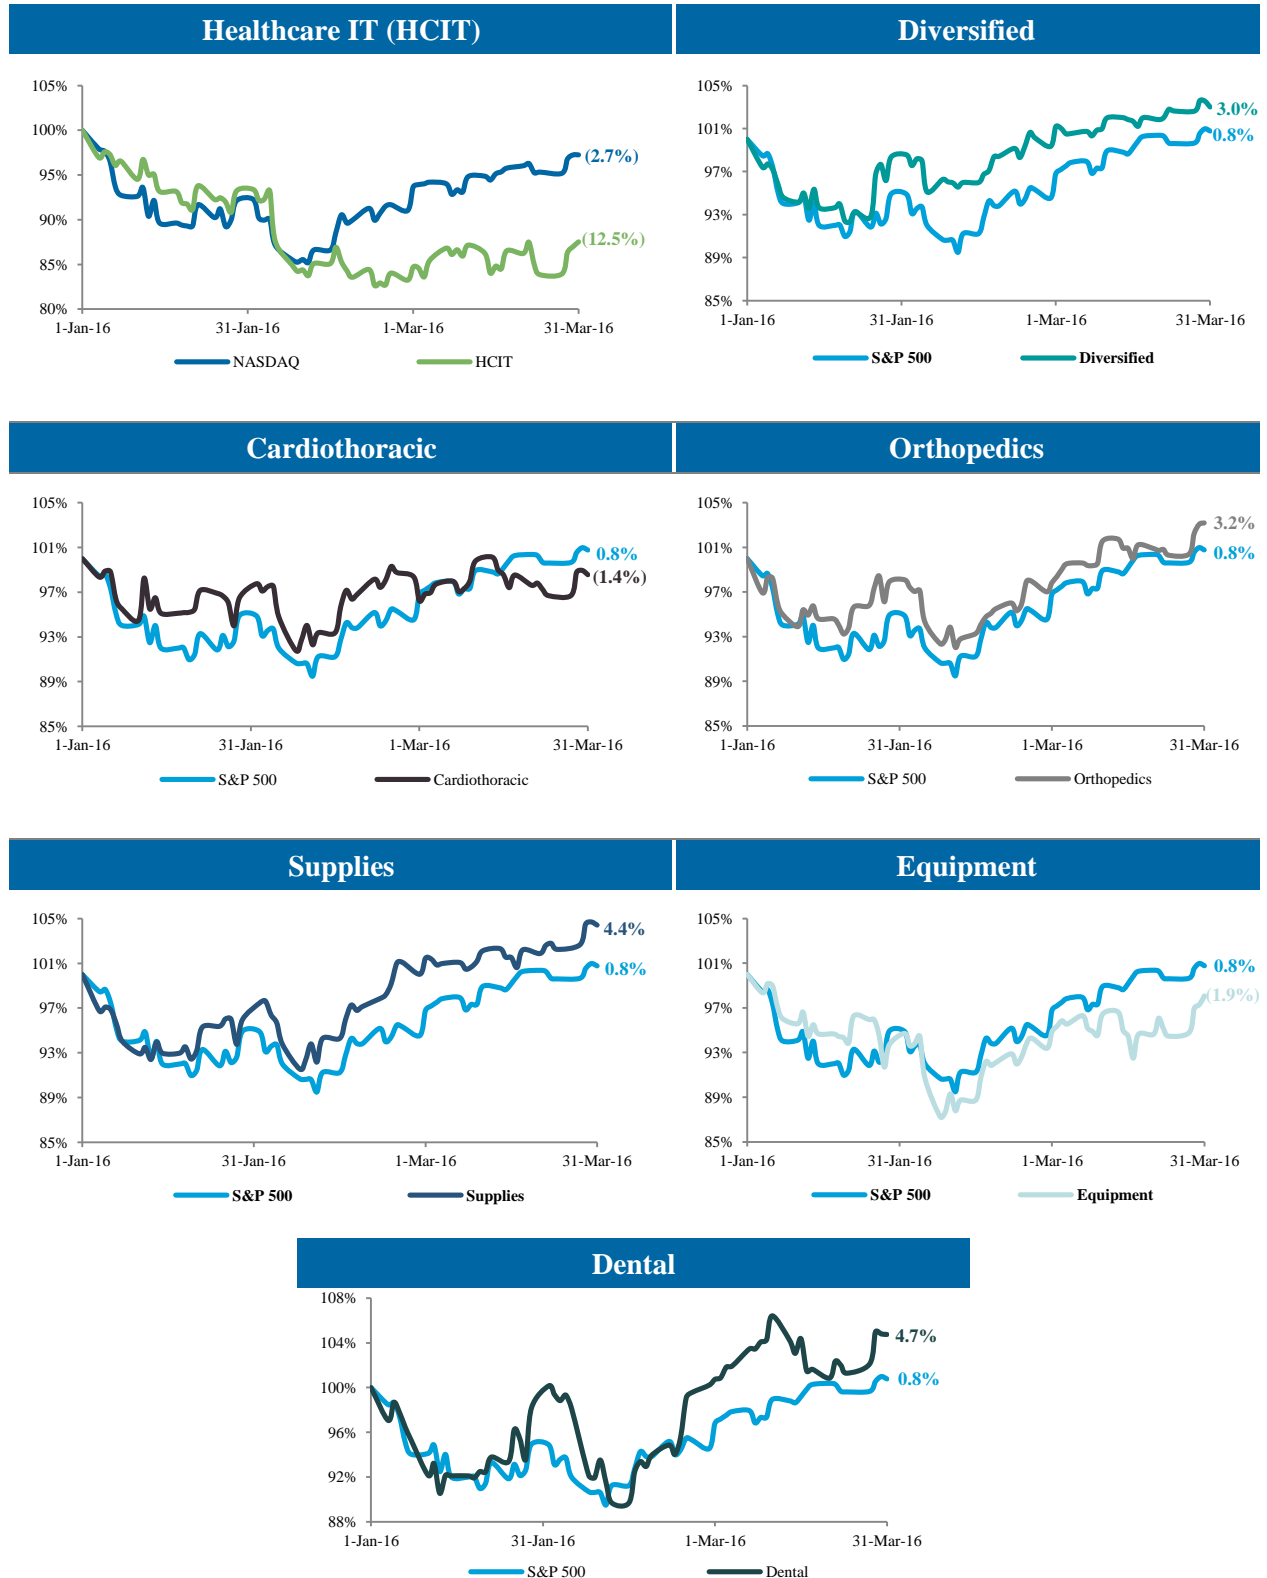 Healthcare IT (HCIT)
105%
100%
95%
90%
85%
80%
1-Jan-16 31-Jan-16 1-Mar-16 31-Mar-16
(2.7%)
(12.5%)
NASDAQ HCIT
Diversified
105%
101%
97%
93%
89%
85%
1-Jan-16 31-Jan-16 1-Mar-16 31-Mar-16
3.0%
0.8%
S&P 500 Diversified
Cardiothoracic
105%
101%
97%
93%
89%
85%
1-Jan-16 31-Jan-16 1-Mar-16 31-Mar-16
0.8%
(1.4%)
S&P 500 Cardiothoracic
Orthopedics
105%
101%
97%
93%
89%
85%
1-Jan-16 31-Jan-16 1-Mar-16 31-Mar-16
3.2%
0.8%
S&P 500 Orthopedics
Supplies
105%
101%
97%
93%
89%
85%
1-Jan-16 31-Jan-16 1-Mar-16 31-Mar-16
4.4%
0.8%
S&P 500 Supplies
Equipment
105%
101%
97%
93%
89%
85%
1-Jan-16 31-Jan-16 1-Mar-16 31-Mar-16
0.8%
(1.9%)
S&P 500 Equipment
Dental
108%
104%
100%
96%
92%
88%
1-Jan-16 31-Jan-16 1-Mar-16 31-Mar-16
4.7%
0.8%
S&P 500 Dental